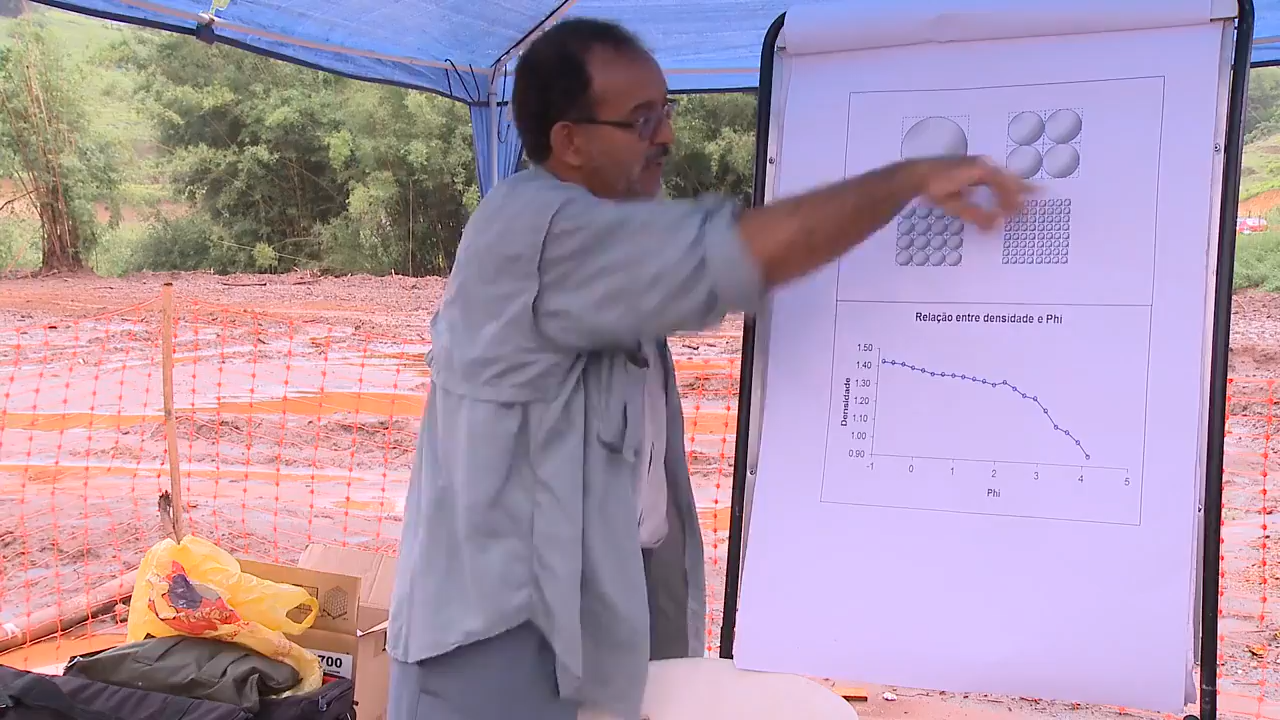 Relação entre densidade e Phi
1.50
1.40
1.30
1.20
1.10
1.00
0.90
Densidade
-1 0 1 2 3 4 5
Phi
700